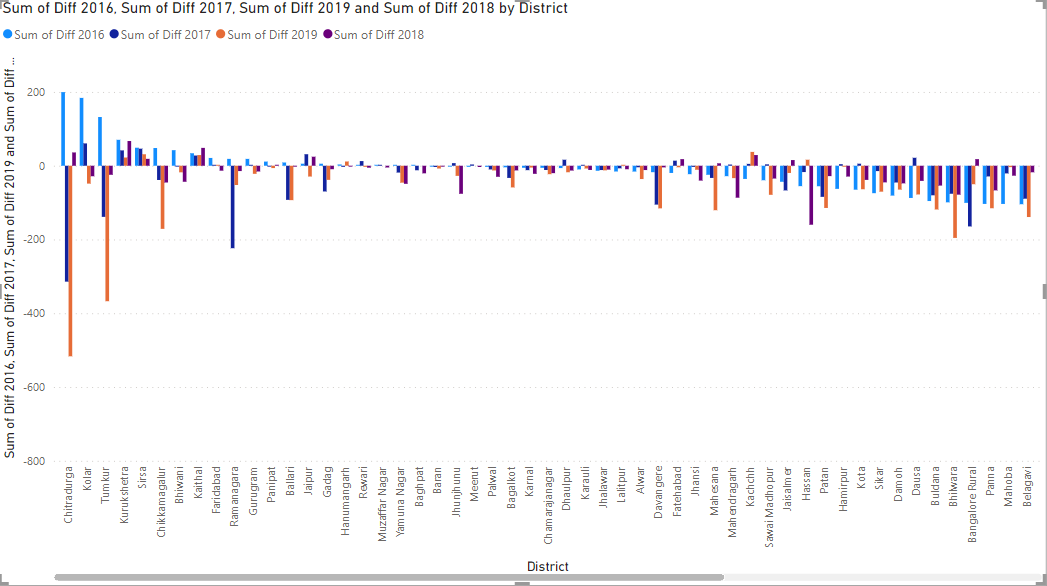 Sum of Diff 2016, Sum of Diff 2017, Sum of Diff 2019 and Sum of Diff 2018 by District
Sum of Diff 2016 Sum of Diff 2017 Sum of Diff 2019 Sum of Diff 2018
Sum of Diff 2016, Sum of Diff 2017, Sum of Diff 2019 and Sum of Diff ...
200
0
-200
-400
-600
-800
Chitradurga
Kolar
Tumkur
Kurukshetra
Sirsa
Chikkamagalur
Bhiwani
Kaithal
Faridabad
Ramanagara
Gurugram
Panipat
Ballari
Jaipur
Gadag
Hanumangarh
Rewari
Muzaffar Nagar
Yamuna Nagar
Baghpat
Baran
Jhunjhunu
Meerut
Palwal
Bagalkot
Karnal
Chamarajanagar
Dhaulpur
Karauli
Jhalawar
Lalitpur
Alwar
Davangere
Fatehabad
Jhansi
Mahesana
Mahendragarh
Kachchh
Sawai Madhopur
Jaisalmer
Hassan
Patan
Hamirpur
Kota
Sikar
Damoh
Dausa
Buldana
Bhilwara
Bangalore Rural
Panna
Mahoba
Belagavi
District